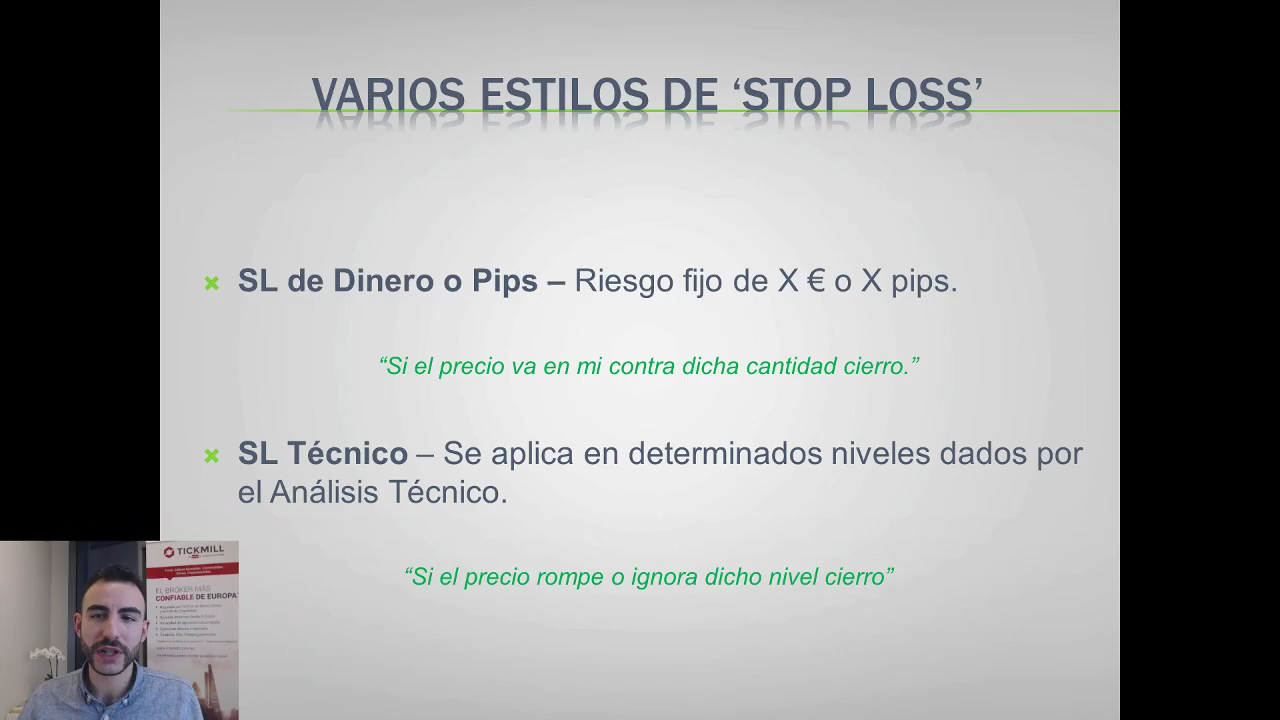 VARIOS ESTILOS DE ‘STOP LOSS’
SL de Dinero o Pips – Riesgo fijo de X € o X pips.
“Si el precio va en mi contra dicha cantidad cierro.”
SL Técnico – Se aplica en determinados niveles dados por
el Análisis Técnico.
“Si el precio rompe o ignora dicho nivel cierro”
TICKMILL
EL BROKER MÁS
CONFIABLE DE EUROPA